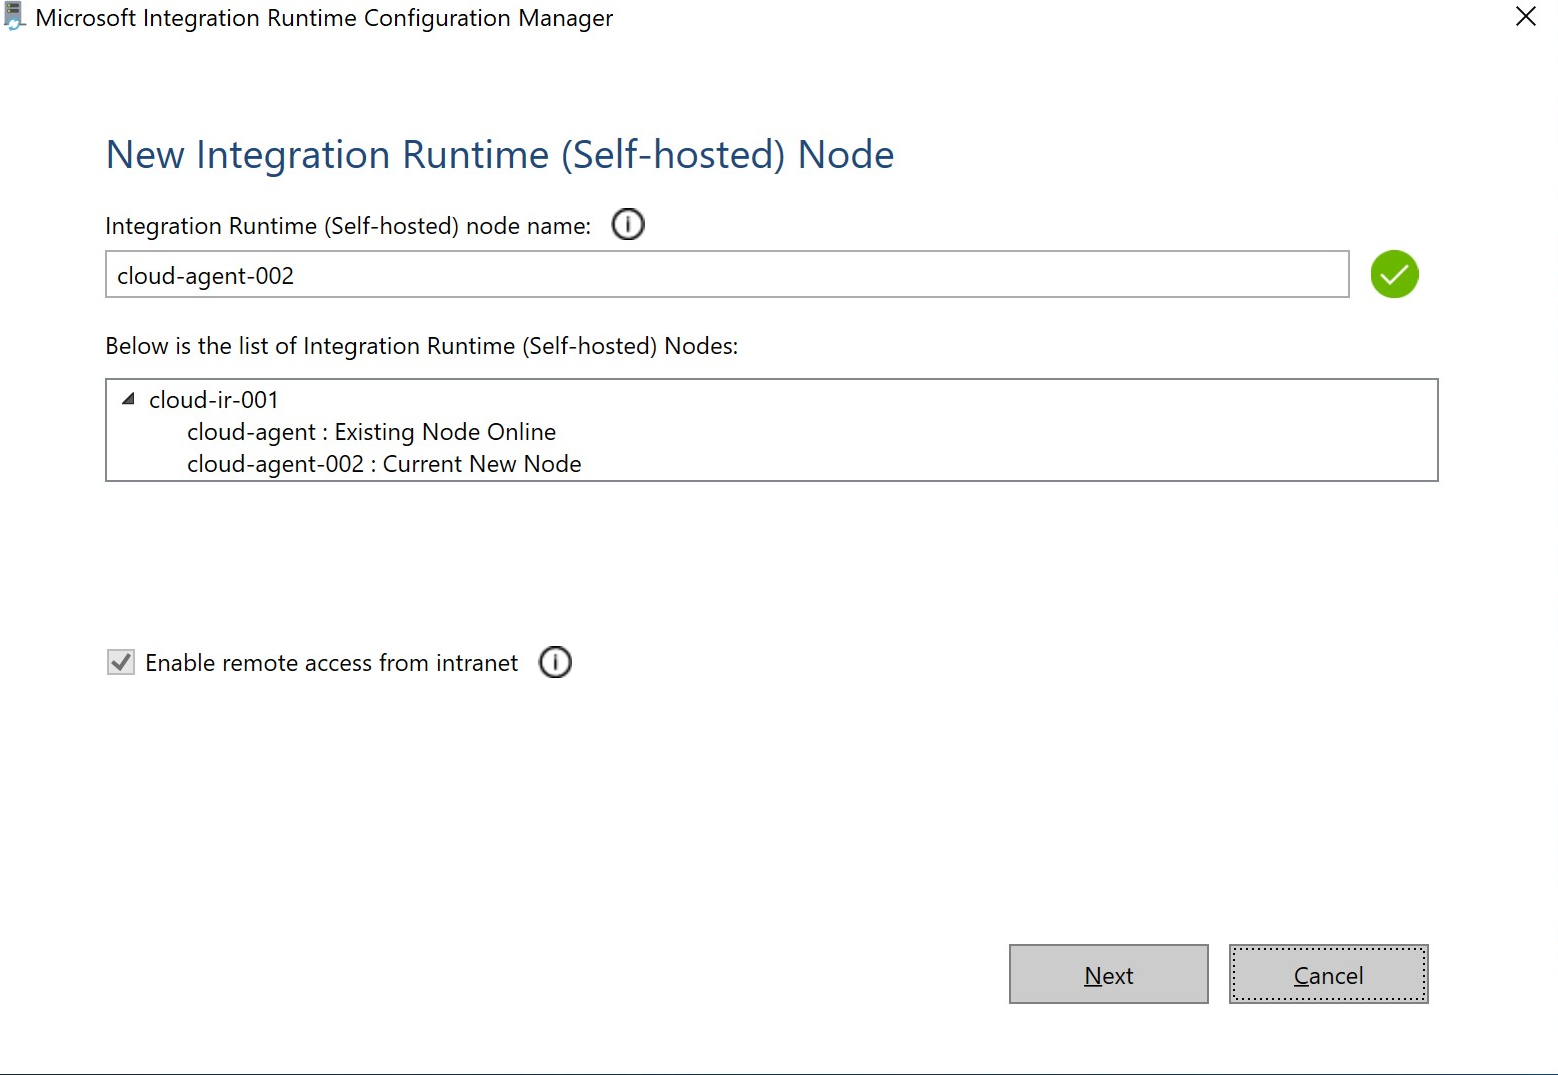 Microsoft Integration Runtime Configuration Manager
New Integration Runtime (Self-hosted) Node
Integration Runtime (Self-hosted) node name:
cloud-agent-002
Below is the list of Integration Runtime (Self-hosted) Nodes:
cloud-ir-001
cloud-agent : Existing Node Online
cloud-agent-002 : Current New Node
Enable remote access from intranet
Next
Cancel